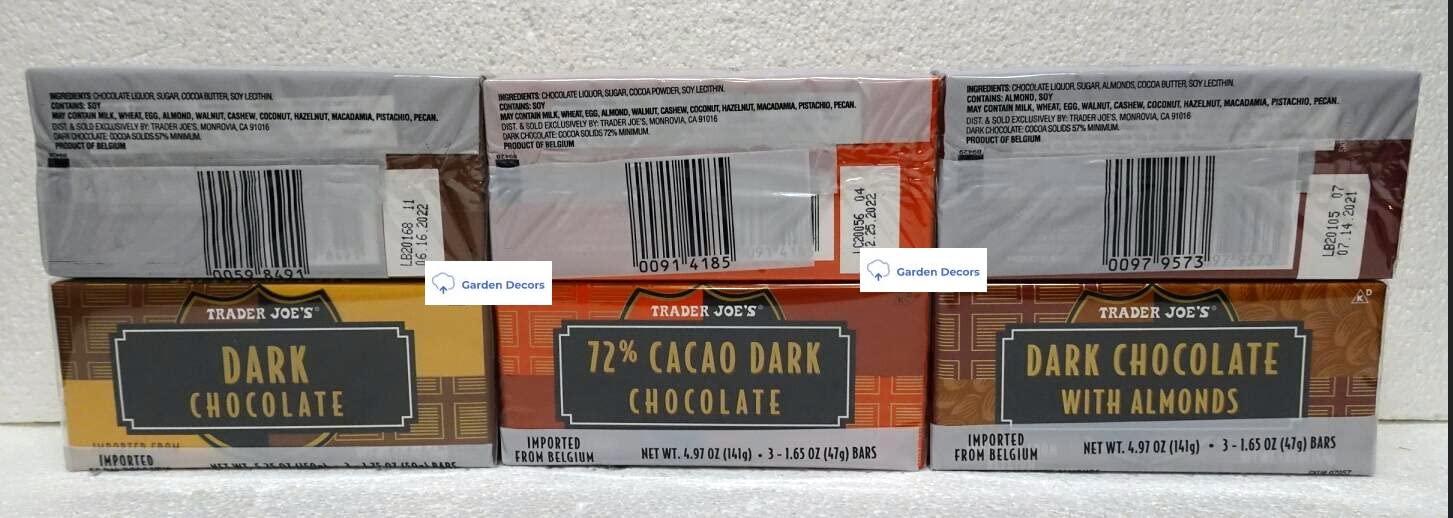 INGREDIENTS: CHOCOLATE LIQUOR, SUGAR, COCOA BUTTER, SOY LECITHIN.
CONTAINS: SOY
MAY CONTAIN MILK, WHEAT, EGG, ALMOND, WALNUT, CASHEW, COCONUT, HAZELNUT, MACADAMIA, PISTACHIO, PECAN.
DIST. & SOLD EXCLUSIVELY BY: TRADER JOE'S, MONROVIA, CA 91016
DARK CHOCOLATE: COCOA SOLIDS 57% MINIMUM.
PRODUCT OF BELGIUM
LB20168 11
06.16.2022
0059 8491
INGREDIENTS: CHOCOLATE LIQUOR, SUGAR, COCOA POWDER, SOY LECITHIN.
CONTAINS: SOY
MAY CONTAIN MILK, WHEAT, EGG, ALMOND, WALNUT, CASHEW, COCONUT, HAZELNUT, MACADAMIA, PISTACHIO, PECAN.
DIST. & SOLD EXCLUSIVELY BY: TRADER JOE'S, MONROVIA, CA 91016
DARK CHOCOLATE: COCOA SOLIDS 72% MINIMUM.
PRODUCT OF BELGIUM
C20056 04
2.25.2022
0091 4185
INGREDIENTS: CHOCOLATE LIQUOR, SUGAR, ALMONDS, COCOA BUTTER, SOY LECITHIN.
CONTAINS: ALMOND, SOY
MAY CONTAIN MILK, WHEAT, EGG, WALNUT, CASHEW, COCONUT, HAZELNUT, MACADAMIA, PISTACHIO, PECAN.
DIST. & SOLD EXCLUSIVELY BY: TRADER JOE'S, MONROVIA, CA 91016
DARK CHOCOLATE: COCOA SOLIDS 57% MINIMUM.
PRODUCT OF BELGIUM
LB20105 07
07.14.2021
0097 9573
Garden Decors
Garden Decors
TRADER JOE'S®
DARK
CHOCOLATE
IMPORTED
TRADER JOE'S®
72% CACAO DARK
CHOCOLATE
IMPORTED
FROM BELGIUM
NET WT. 4.97 OZ (141g) • 3 - 1.65 OZ (47g) BARS
TRADER JOE'S®
K D
DARK CHOCOLATE
WITH ALMONDS
IMPORTED
FROM BELGIUM
NET WT. 4.97 OZ (141g) • 3 - 1.65 OZ (47g) BARS